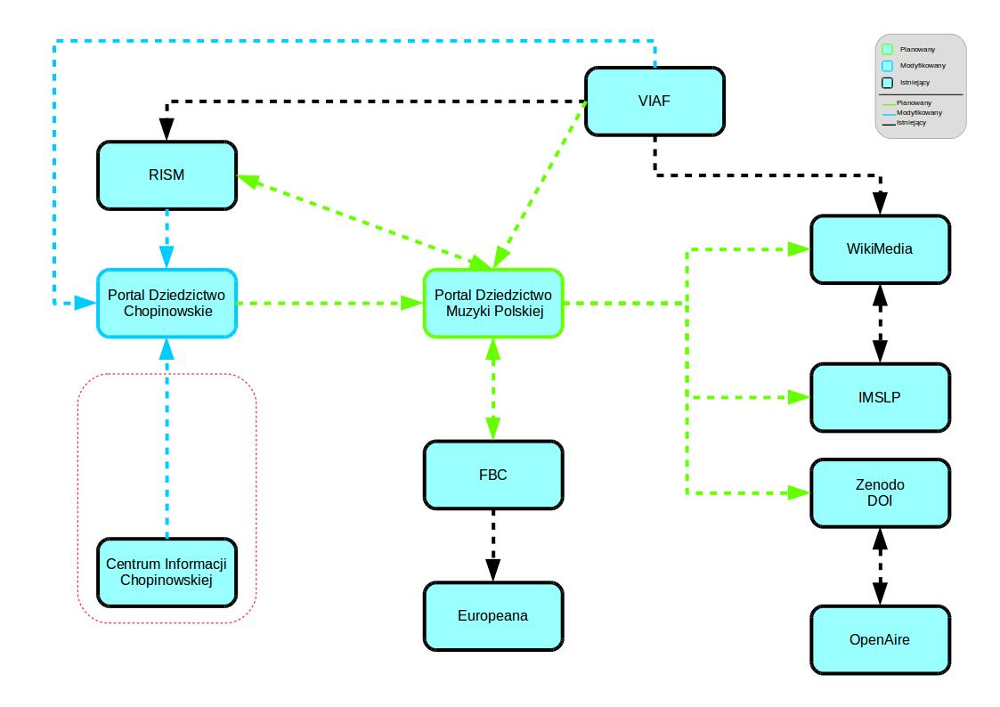 Planowany
Modyfikowany
Istniejący
Planowany
Modyfikowany
Istniejący
VIAF
RISM
WikiMedia
Portal Dziedzictwo
Chopinowskie
Portal Dziedzictwo
Muzyki Polskiej
IMSLP
FBC
Zenodo
DOI
Centrum Informacji
Chopinowskiej
Europeana
OpenAire